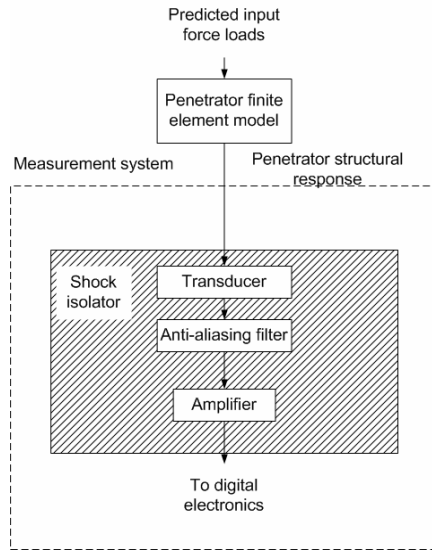 Predicted input
force loads
Penetrator finite
element model
Measurement system
Penetrator structural
response
Shock
isolator
Transducer
Anti-aliasing filter
Amplifier
To digital
electronics